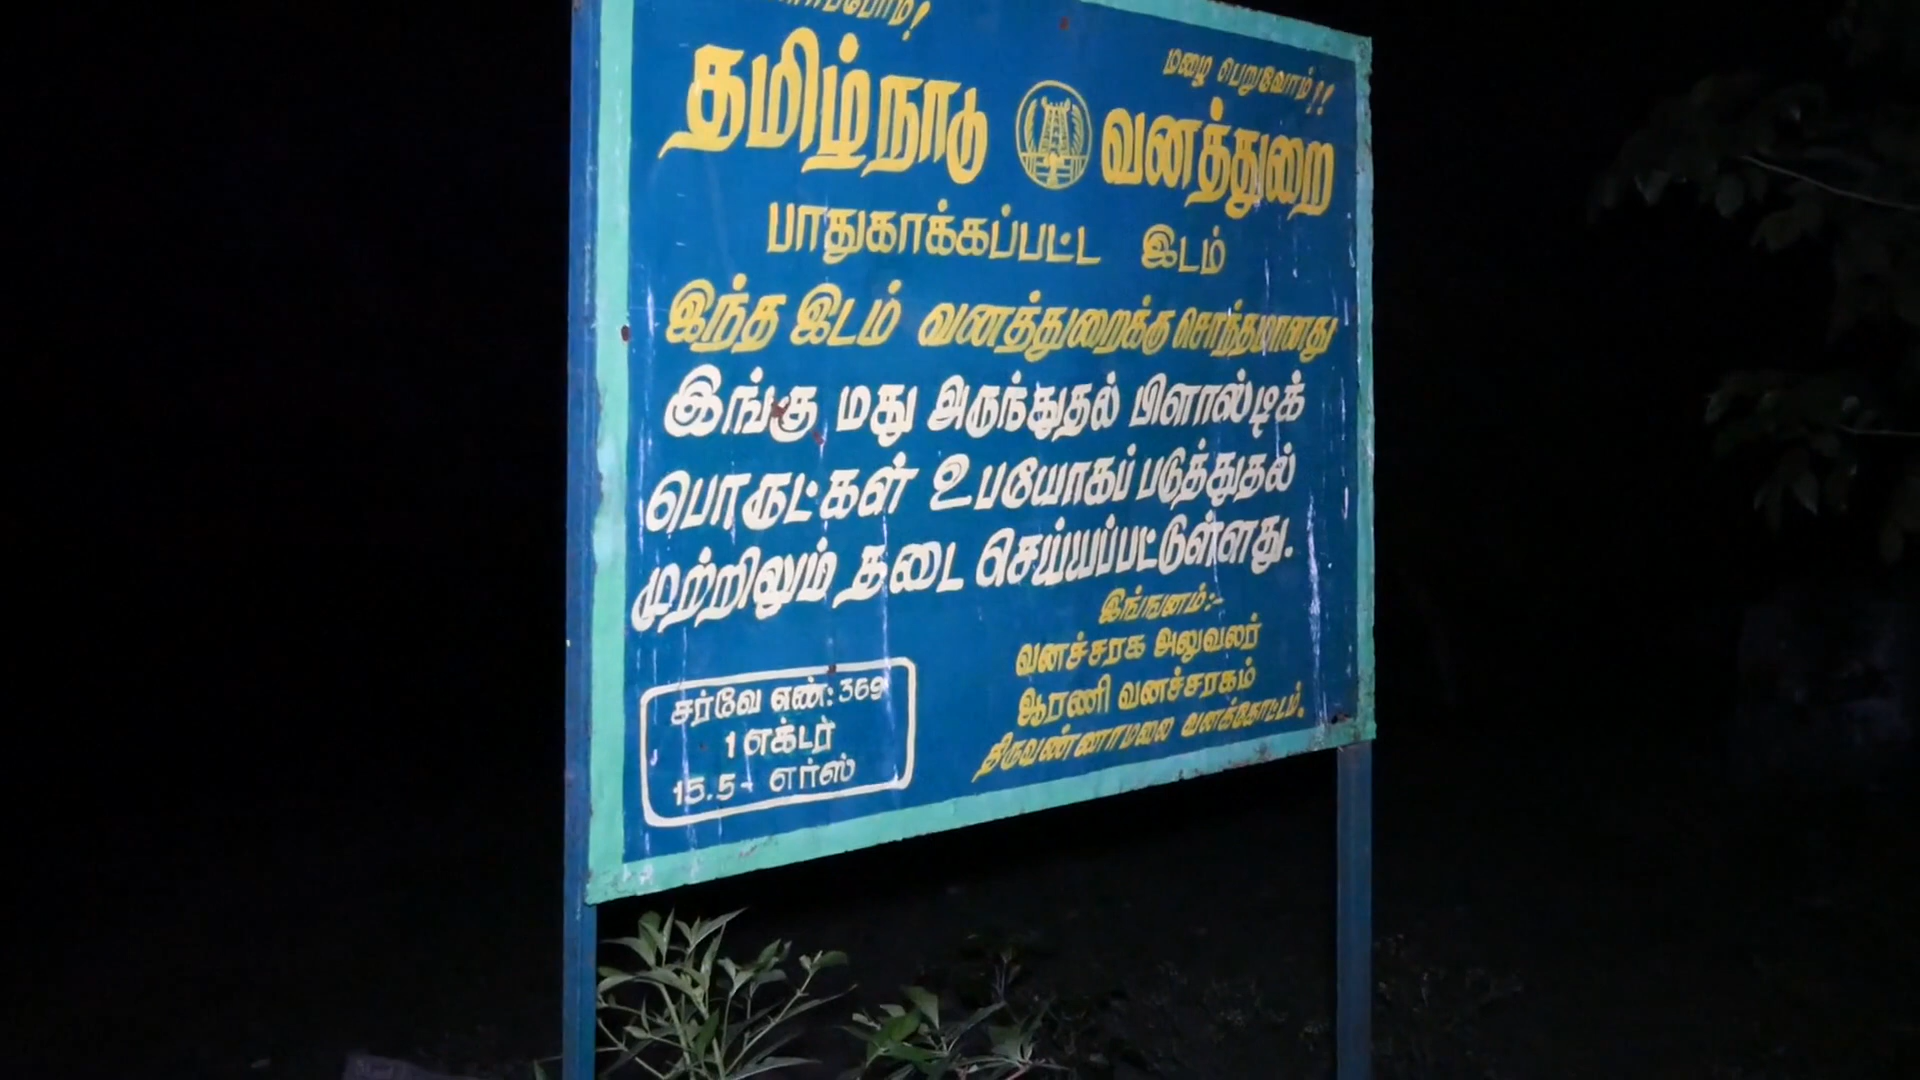 மழை பெறுவோம்!!
தமிழ்நாடு வனத்துறை
பாதுகாக்கப்பட்ட இடம்
இந்த இடம் வனத்துறைக்கு சொந்தமானது
இங்கு மது அருந்துதல் பிளாஸ்டிக்
பொருட்கள் உபயோகப் படுத்துதல்
முற்றிலும் தடை செய்யப்பட்டுள்ளது.
இங்ஙனம்:-
வனச்சரக அலுவலர்
ஆரணி வனச்சரகம்
திருவண்ணாமலை வனக்கோட்டம்.
சர்வே எண்: 369
1 எக்டர்
15.5 - எர்ஸ்